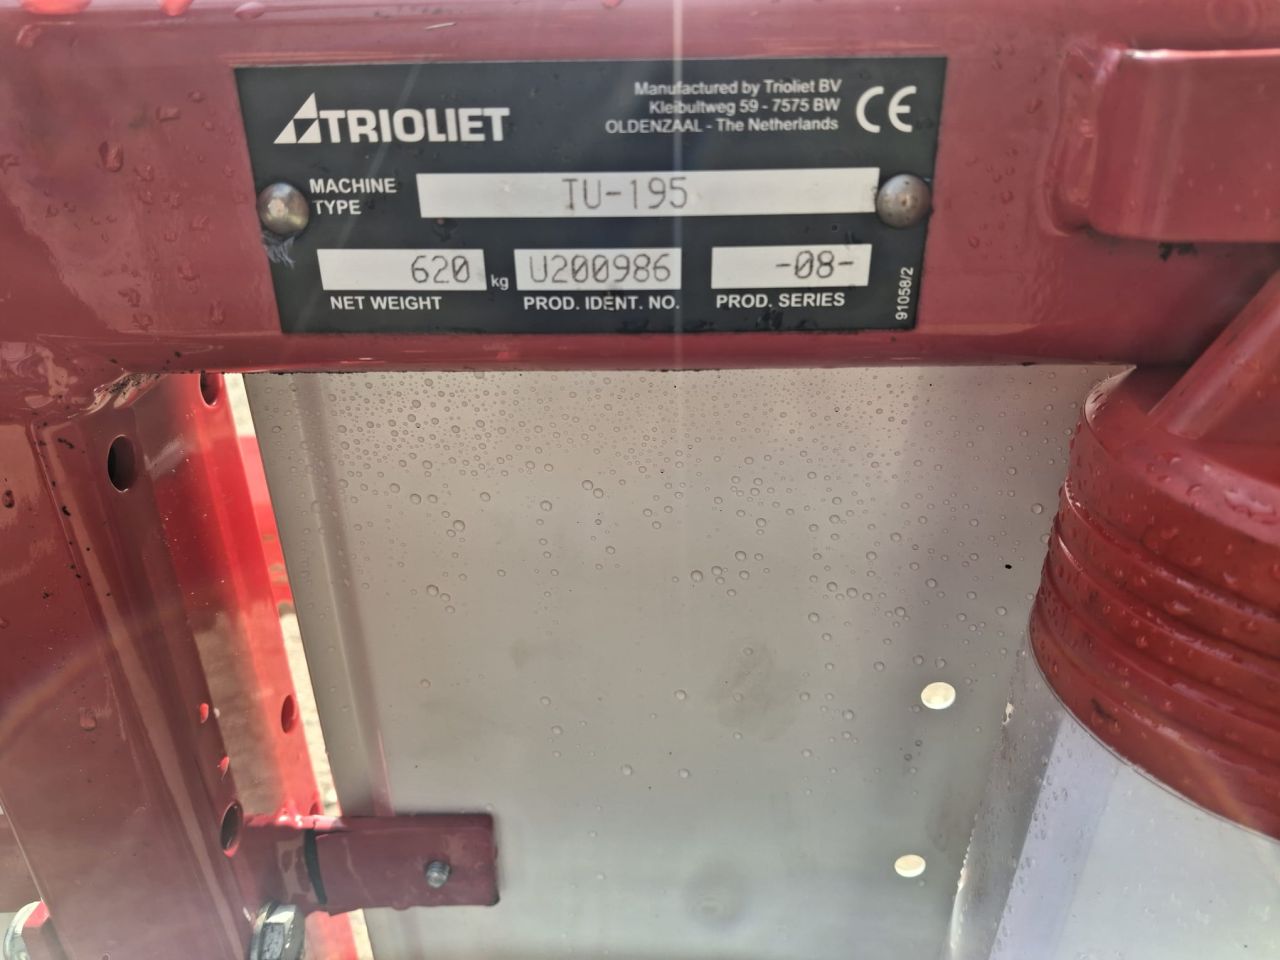 TRIOLIET
Manufactured by Trioliet BV
Kleibultweg 59 - 7575 BW
OLDENZAAL - The Netherlands
CE
MACHINE
TYPE
TU-195
620 kg
U200986
-08-
NET WEIGHT
PROD. IDENT. NO.
PROD. SERIES
91058/2